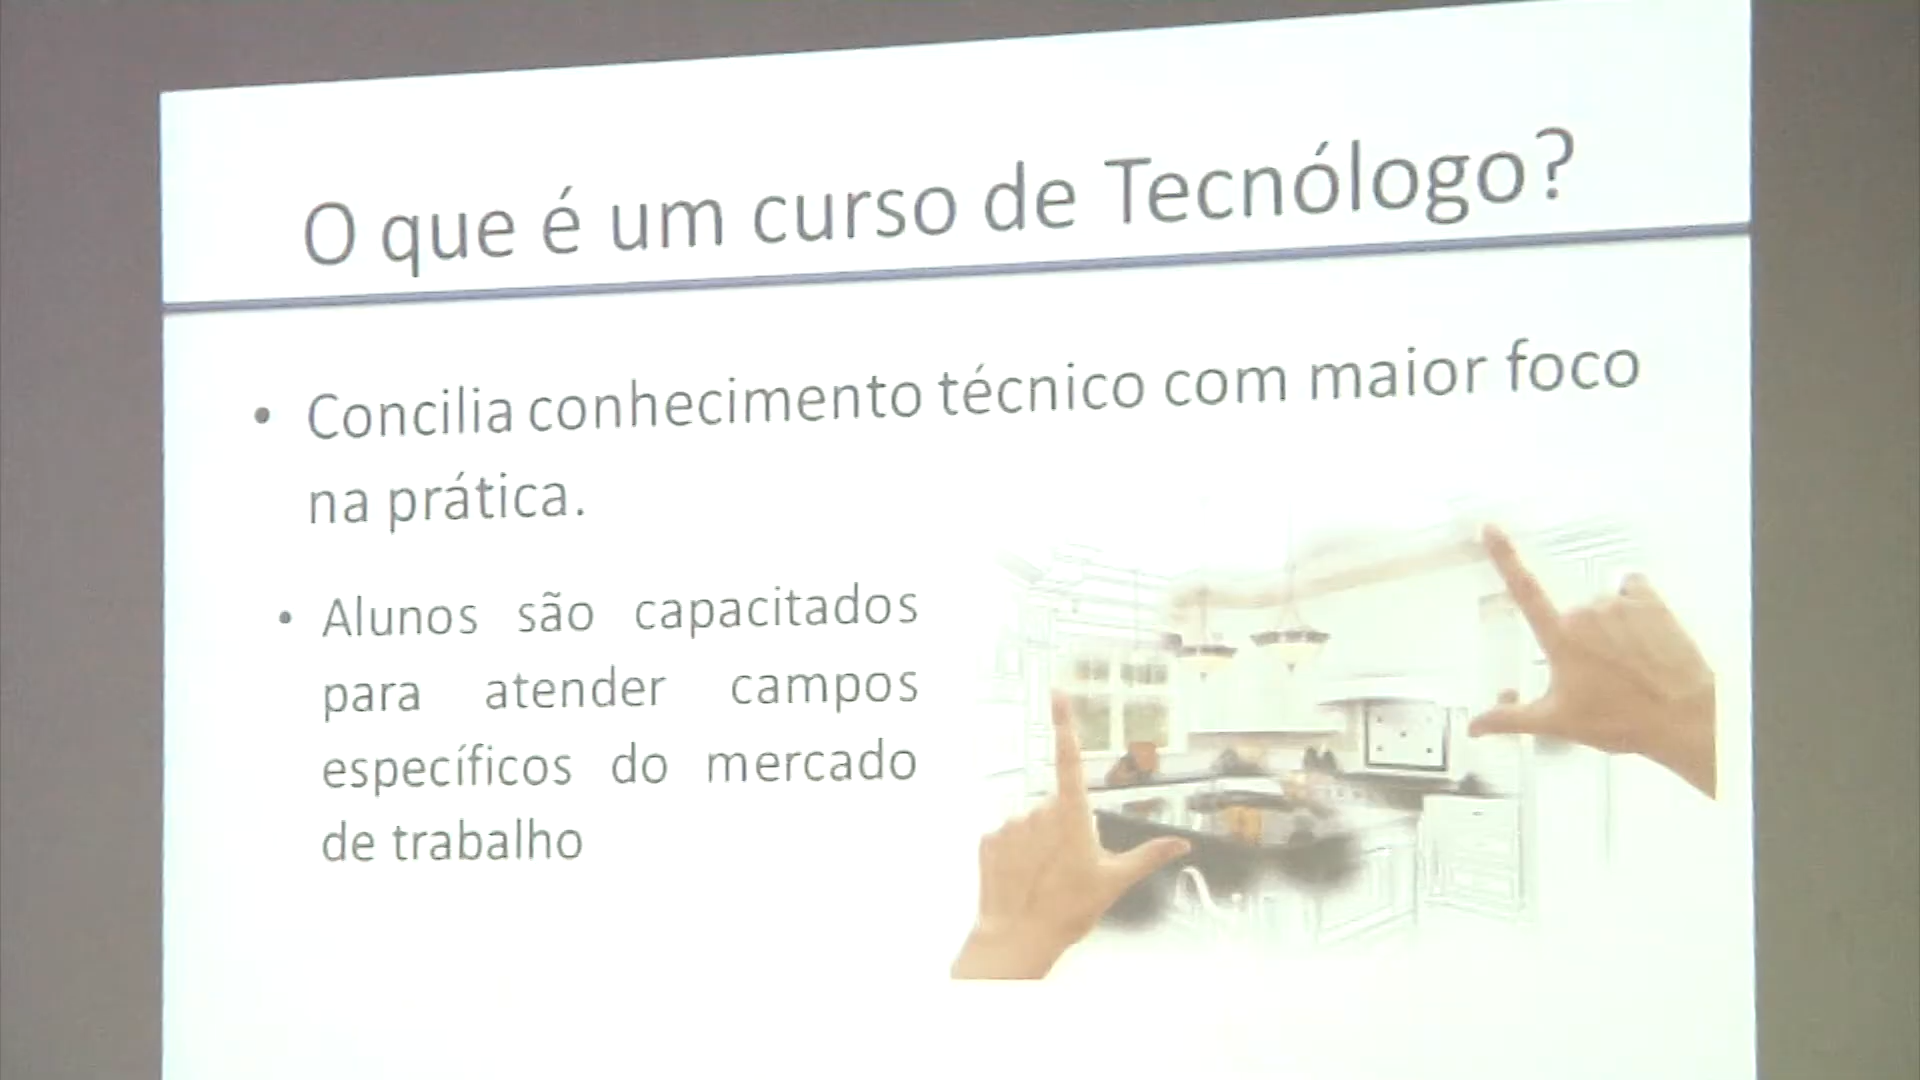 O que é um curso de Tecnólogo?
• Concilia conhecimento técnico com maior foco
na prática.
• Alunos são capacitados
para atender campos
específicos do mercado
de trabalho